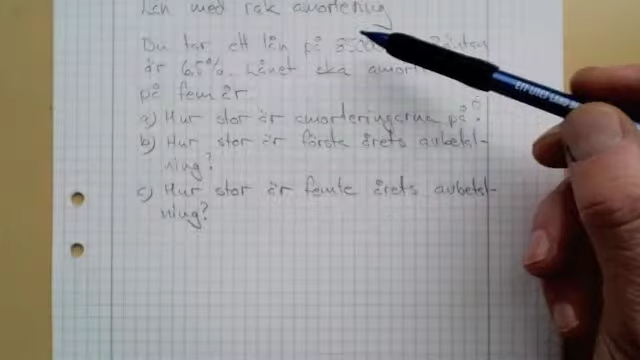 Lån med rak amortering
Du tar ett lån på
är 6,5%. Lånet ska
på fem år.
a) Hur stor är amorteringarna på?
b) Hur stor är första årets avbetal-
ning?
c) Hur stor är femte årets avbetal-
ning?